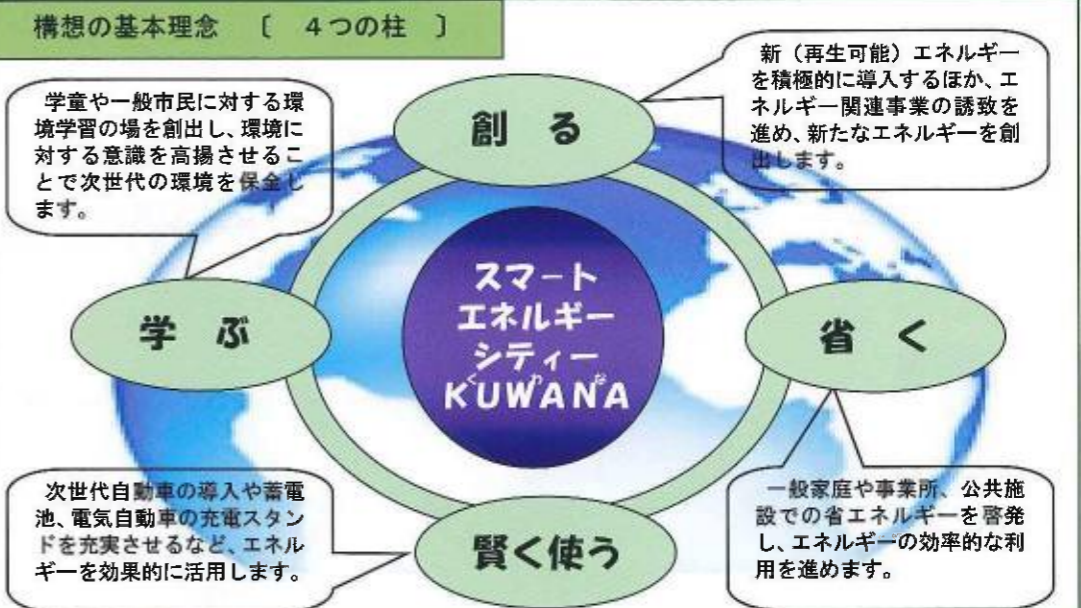 構想の基本理念 〔 4つの柱 〕
新（再生可能）エネルギー
を積極的に導入するほか、エ
ネルギー関連事業の誘致を
進め、新たなエネルギーを創
出します。
学童や一般市民に対する環
境学習の場を創出し、環境に
対する意識を高揚させるこ
とで次世代の環境を保全し
ます。
創 る
スマート
エネルギー
シティー
くわな
KUWANA
学 ぶ
省 く
次世代自動車の導入や蓄電
池、電気自動車の充電スタン
ドを充実させるなど、エネル
ギーを効果的に活用します。
賢く使う
一般家庭や事業所、公共施
設での省エネルギーを啓発
し、エネルギーの効率的な利
用を進めます。